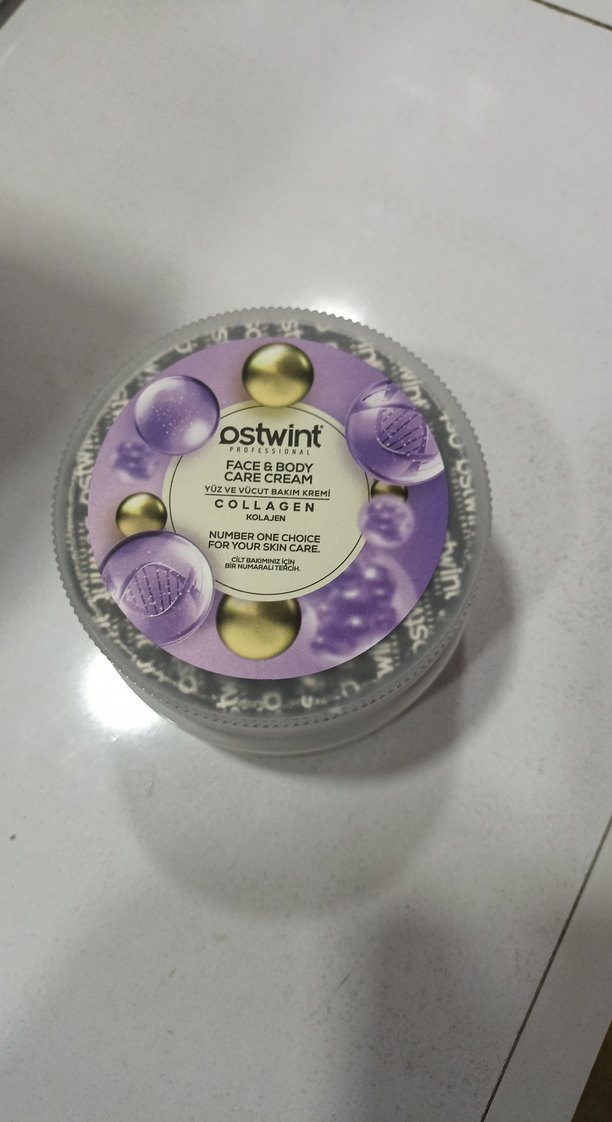 ostwint
PROFESSIONAL
FACE & BODY
CARE CREAM
YÜZ VE VÜCUT BAKIM KREMİ
COLLAGEN
KOLAJEN
NUMBER ONE CHOICE
FOR YOUR SKIN CARE.
CİLT BAKIMINIZ İÇİN
BİR NUMARALI TERCİH.